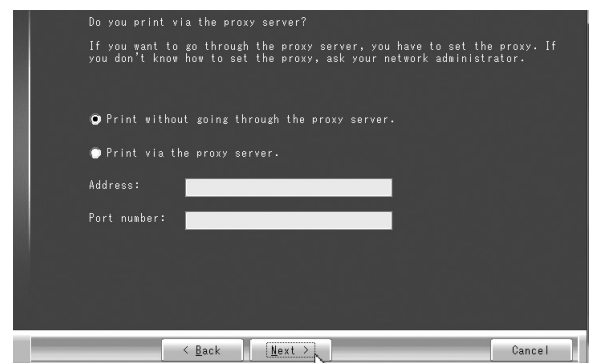 Do you print via the proxy server?
If you want to go through the proxy server, you have to set the proxy. If
you don't know how to set the proxy, ask your network administrator.
Print without going through the proxy server.
Print via the proxy server.
Address:
Port number:
< Back
Next >
Cancel